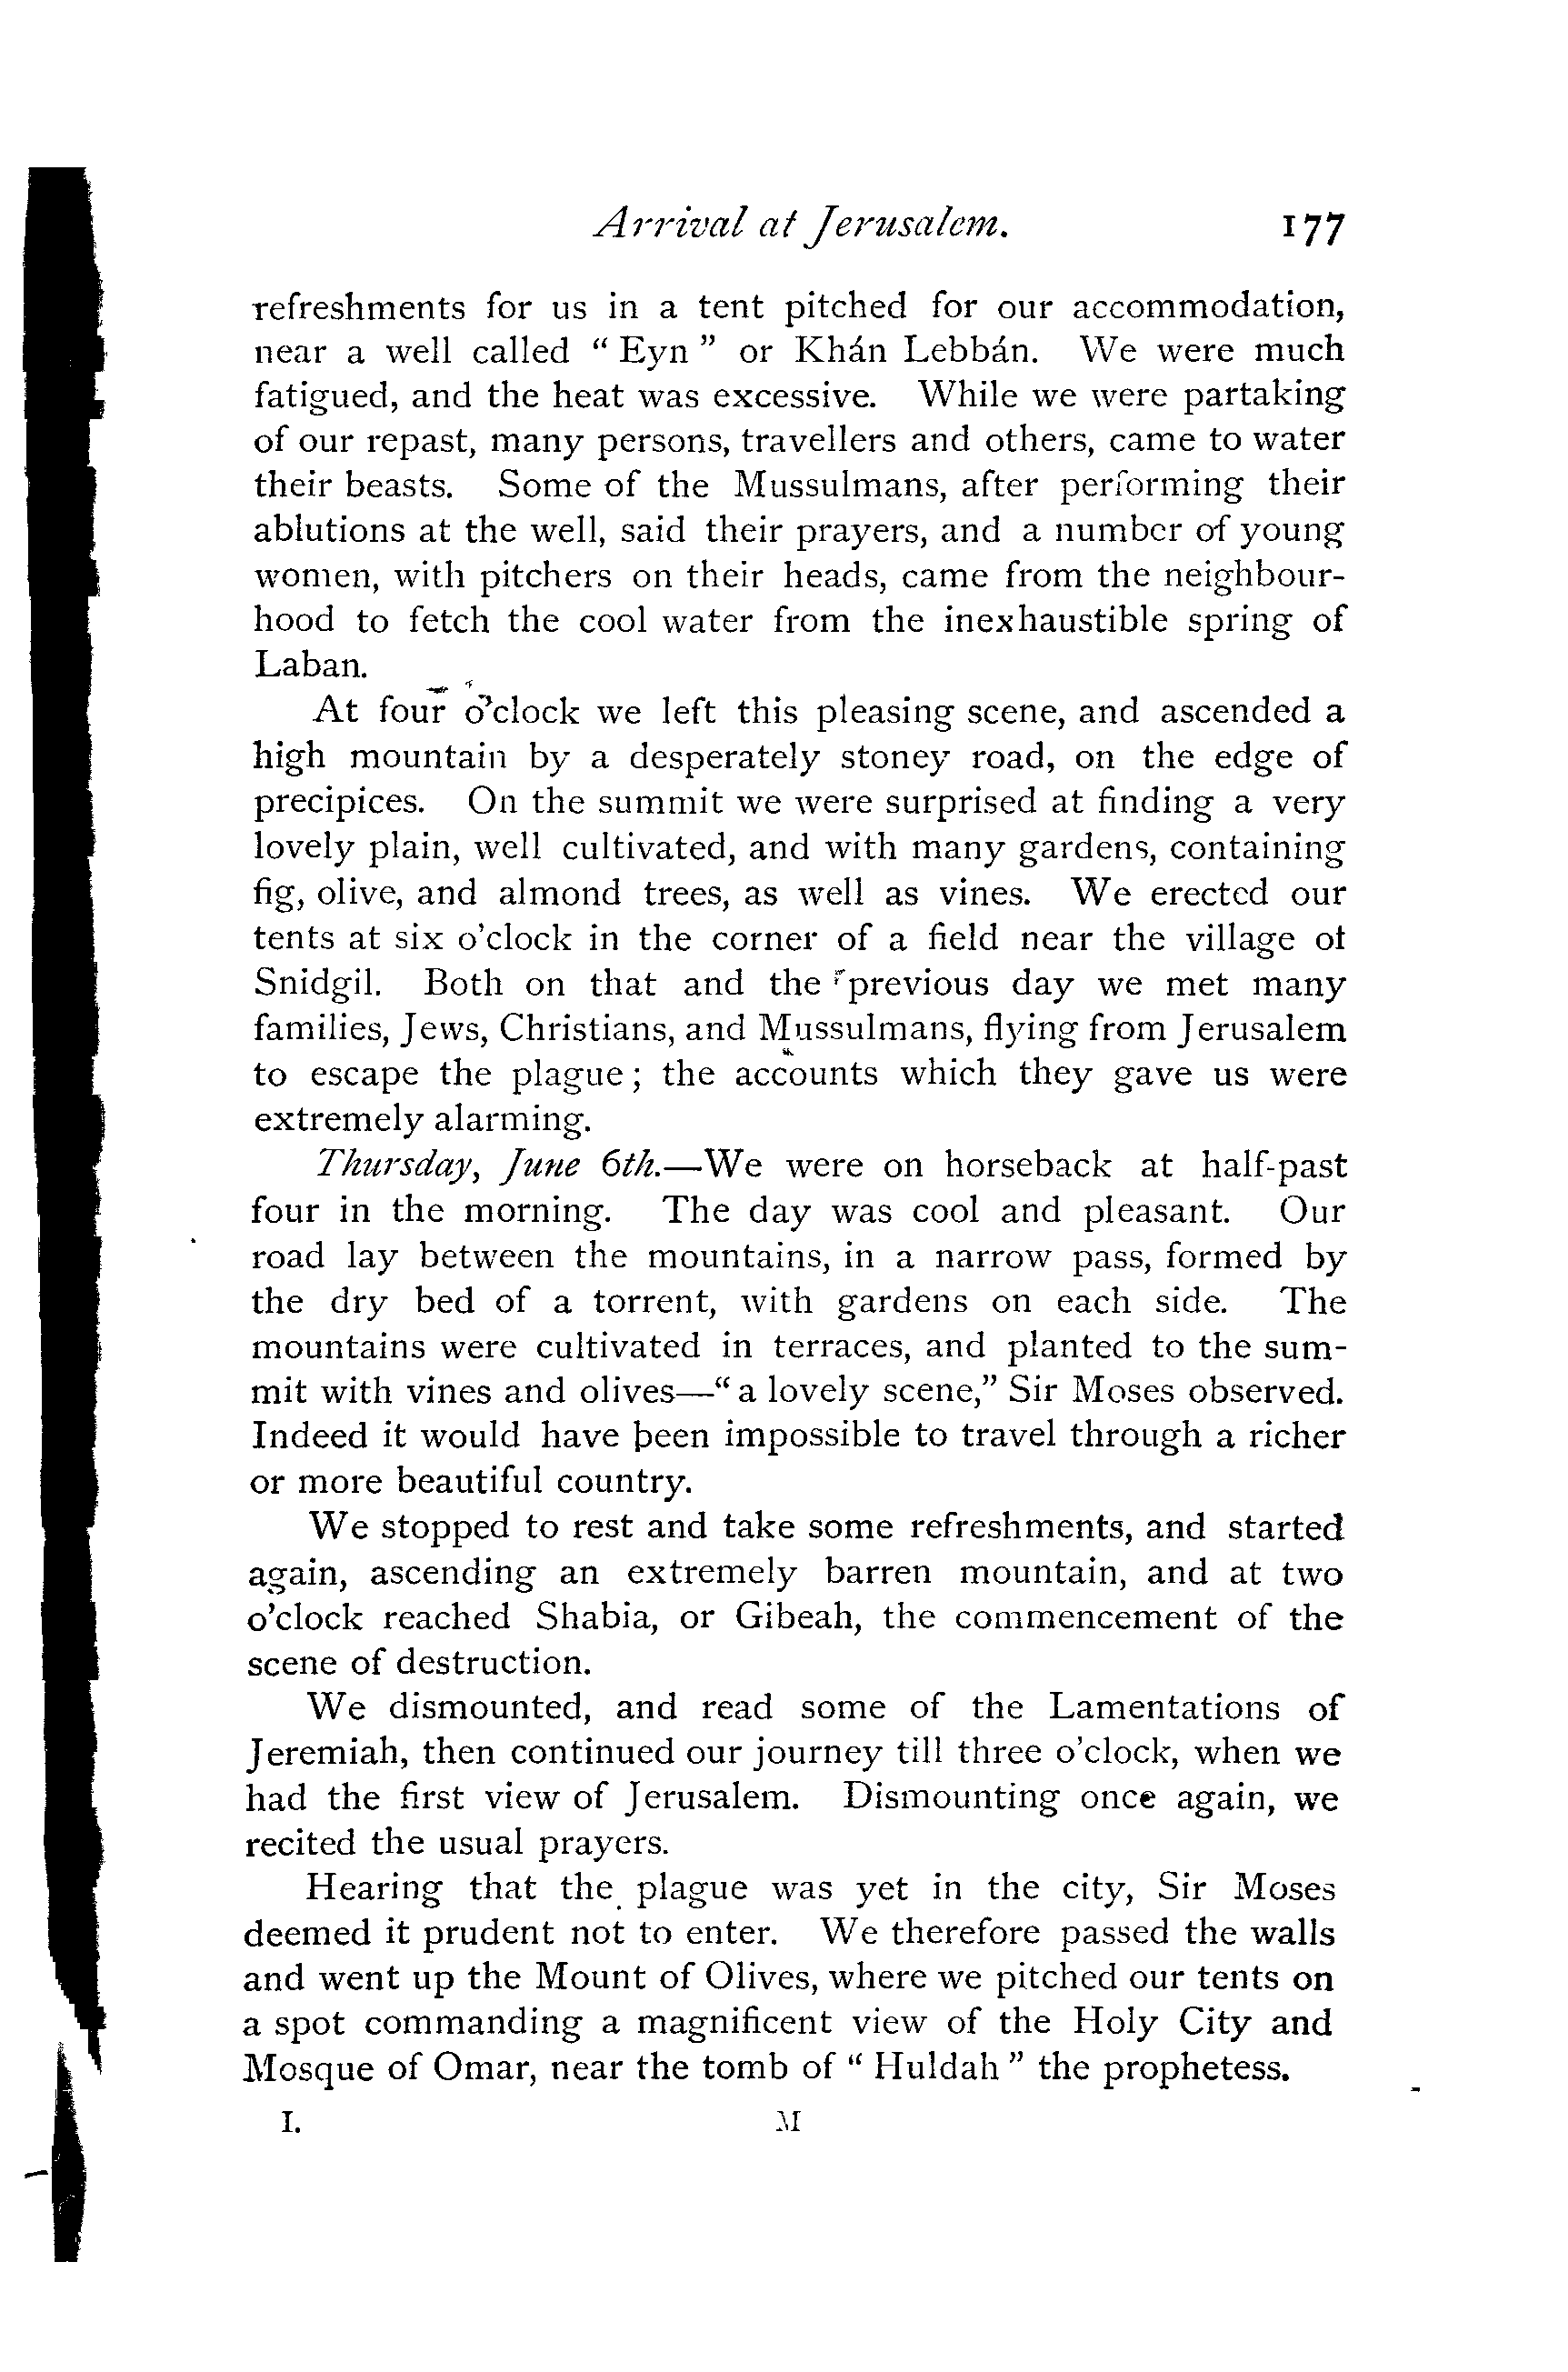 Arrival at Jerusalem. 177
refreshments for us in a tent pitched for our accommodation,
near a well called “ Eyn ” or Khán Lebbán. We were much
fatigued, and the heat was excessive. While we were partaking
of our repast, many persons, travellers and others, came to water
their beasts. Some of the Mussulmans, after performing their
ablutions at the well, said their prayers, and a number of young
women, with pitchers on their heads, came from the neighbour-
hood to fetch the cool water from the inexhaustible spring of
Laban.
At four o’clock we left this pleasing scene, and ascended a
high mountain by a desperately stoney road, on the edge of
precipices. On the summit we were surprised at finding a very
lovely plain, well cultivated, and with many gardens, containing
fig, olive, and almond trees, as well as vines. We erected our
tents at six o’clock in the corner of a field near the village of
Snidgil. Both on that and the previous day we met many
families, Jews, Christians, and Mussulmans, flying from Jerusalem
to escape the plague; the accounts which they gave us were
extremely alarming.
Thursday, June 6th.—We were on horseback at half-past
four in the morning. The day was cool and pleasant. Our
road lay between the mountains, in a narrow pass, formed by
the dry bed of a torrent, with gardens on each side. The
mountains were cultivated in terraces, and planted to the sum-
mit with vines and olives—“ a lovely scene,” Sir Moses observed.
Indeed it would have been impossible to travel through a richer
or more beautiful country.
We stopped to rest and take some refreshments, and started
again, ascending an extremely barren mountain, and at two
o’clock reached Shabia, or Gibeah, the commencement of the
scene of destruction.
We dismounted, and read some of the Lamentations of
Jeremiah, then continued our journey till three o’clock, when we
had the first view of Jerusalem. Dismounting once again, we
recited the usual prayers.
Hearing that the plague was yet in the city, Sir Moses
deemed it prudent not to enter. We therefore passed the walls
and went up the Mount of Olives, where we pitched our tents on
a spot commanding a magnificent view of the Holy City and
Mosque of Omar, near the tomb of “ Huldah ” the prophetess.
I. M